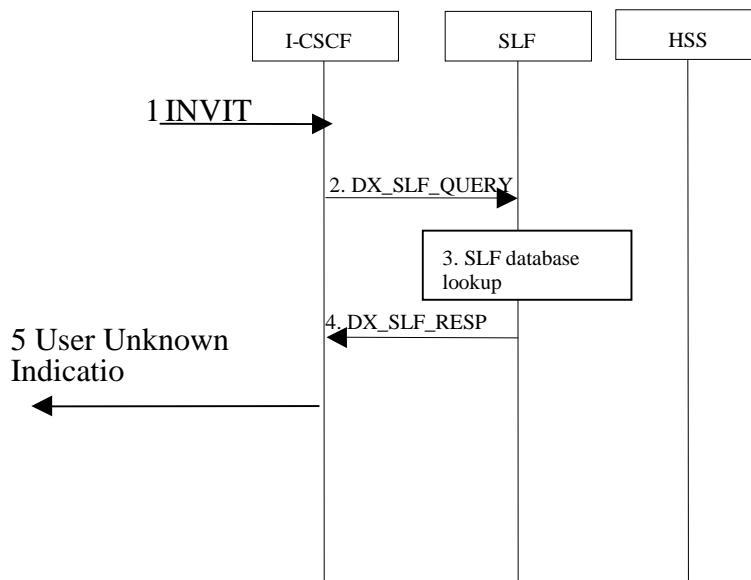 I-CSCF
SLF
HSS
1 INVIT
2. DX_SLF_QUERY
3. SLF database
lookup
4. DX_SLF_RESP
5 User Unknown
Indicatio